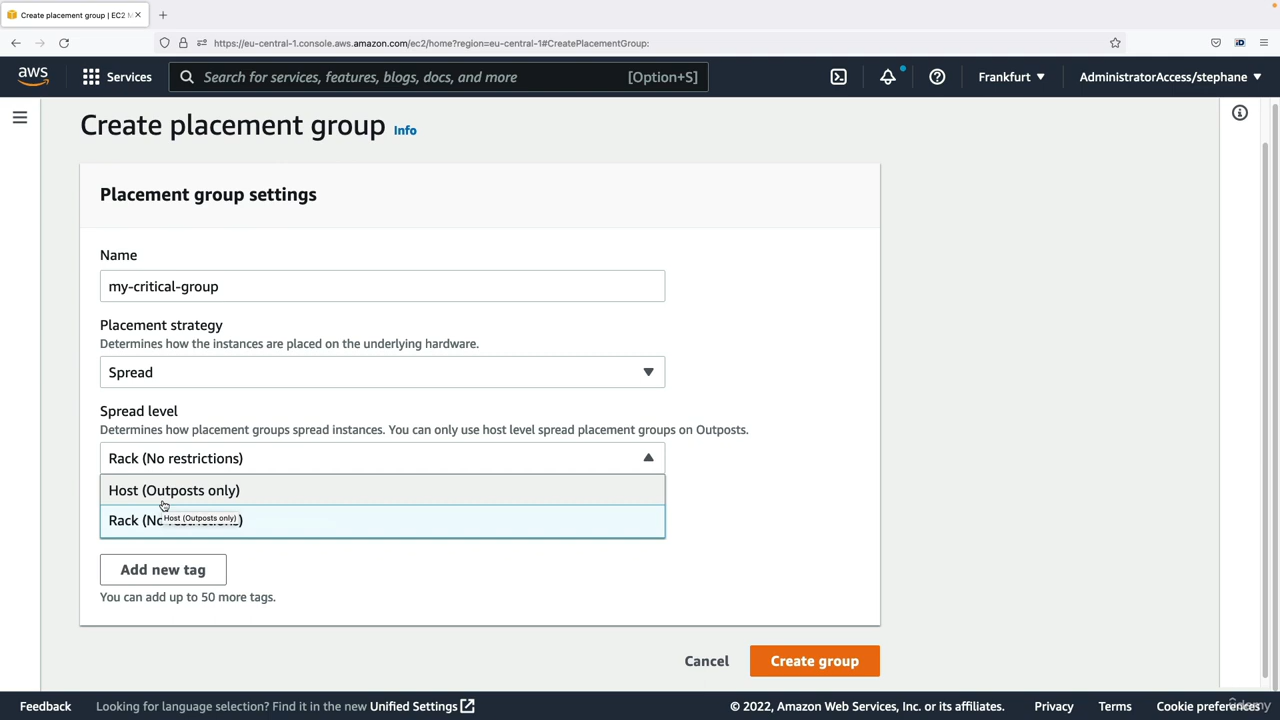 Create placement group | EC2 M
https://eu-central-1.console.aws.amazon.com/ec2/home?region=eu-central-1#CreatePlacementGroup:
aws
Services
Search for services, features, blogs, docs, and more
[Option+S]
Frankfurt
AdministratorAccess/stephane
Create placement group Info
Placement group settings
Name
my-critical-group
Placement strategy
Determines how the instances are placed on the underlying hardware.
Spread
Spread level
Determines how placement groups spread instances. You can only use host level spread placement groups on Outposts.
Rack (No restrictions)
Host (Outposts only)
Host (Outposts only)
Rack (No restrictions)
Add new tag
You can add up to 50 more tags.
Cancel
Create group
Feedback
Looking for language selection? Find it in the new Unified Settings
© 2022, Amazon Web Services, Inc. or its affiliates.
Privacy
Terms
Cookie preferences
Udemy